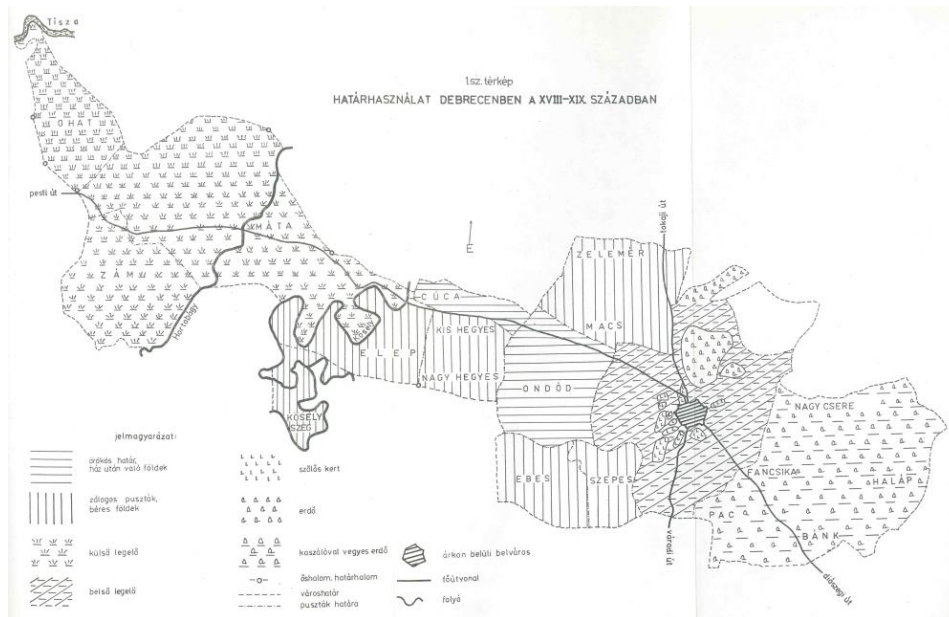 Tisza
1.sz. térkép
HATÁRHASZNÁLAT DEBRECENBEN A XVIII-XIX. SZÁZADBAN
OHAT
pesti út
MÁTA
ZÁM
Hortobágy
É
tokaji út
ZELEMÉR
CÚCA
MACS
Kösely
KIS HEGYES
ELEP
NAGY HEGYES
ONDÓD
KÖSELY
SZEG
NAGY CSERE
EBES
SZEPES
FANCSIKA
HALÁP
PAC
BÁNK
váradi út
diószegi út
jelmagyarázat:
örökös határ,
ház után való földek
zálogos puszták,
béres földek
külső legelő
belső legelő
szőlős kert
erdő
kaszálóval vegyes erdő
őshalom, határhalom
városhatár
puszták határa
árkon belüli belváros
főútvonal
folyó